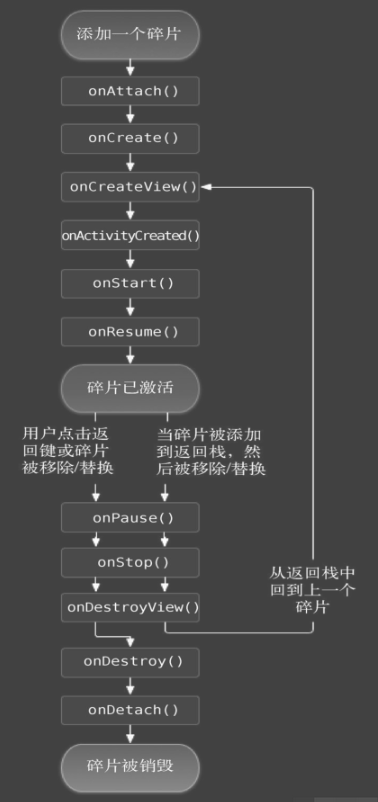 添加一个碎片
onAttach()
onCreate()
onCreateView()
onActivityCreated()
onStart()
onResume()
碎片已激活
用户点击返
回键或碎片
被移除/替换
当碎片被添加
到返回栈，然
后被移除/替换
onPause()
onStop()
onDestroyView()
从返回栈中
回到上一个
碎片
onDestroy()
onDetach()
碎片被销毁